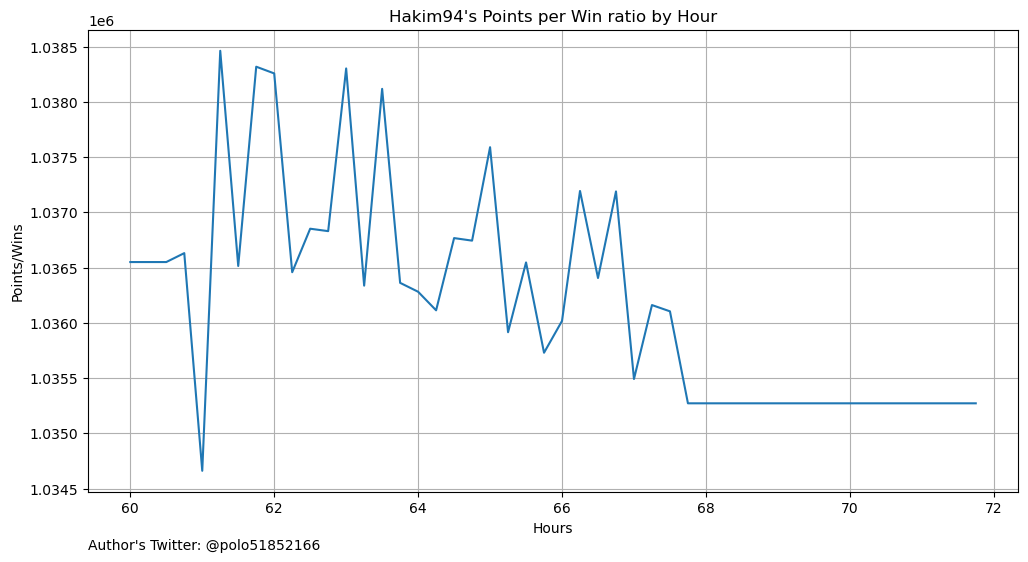 Hakim94's Points per Win ratio by Hour
1e6
1.0385
1.0380
1.0375
1.0370
1.0365
1.0360
1.0355
1.0350
1.0345
Points/Wins
60 62 64 66 68 70 72
Hours
Author's Twitter: @polo51852166